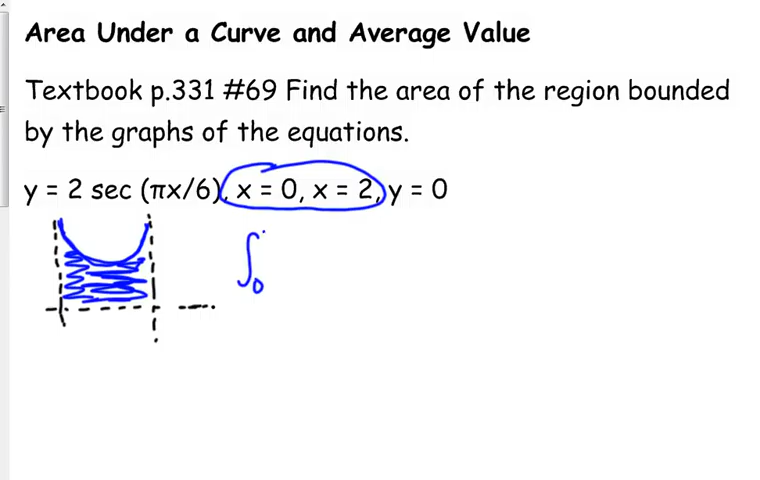 Area Under a Curve and Average Value
Textbook p.331 #69 Find the area of the region bounded
by the graphs of the equations.
y = 2 sec (πx/6), x = 0, x = 2, y = 0
∫0